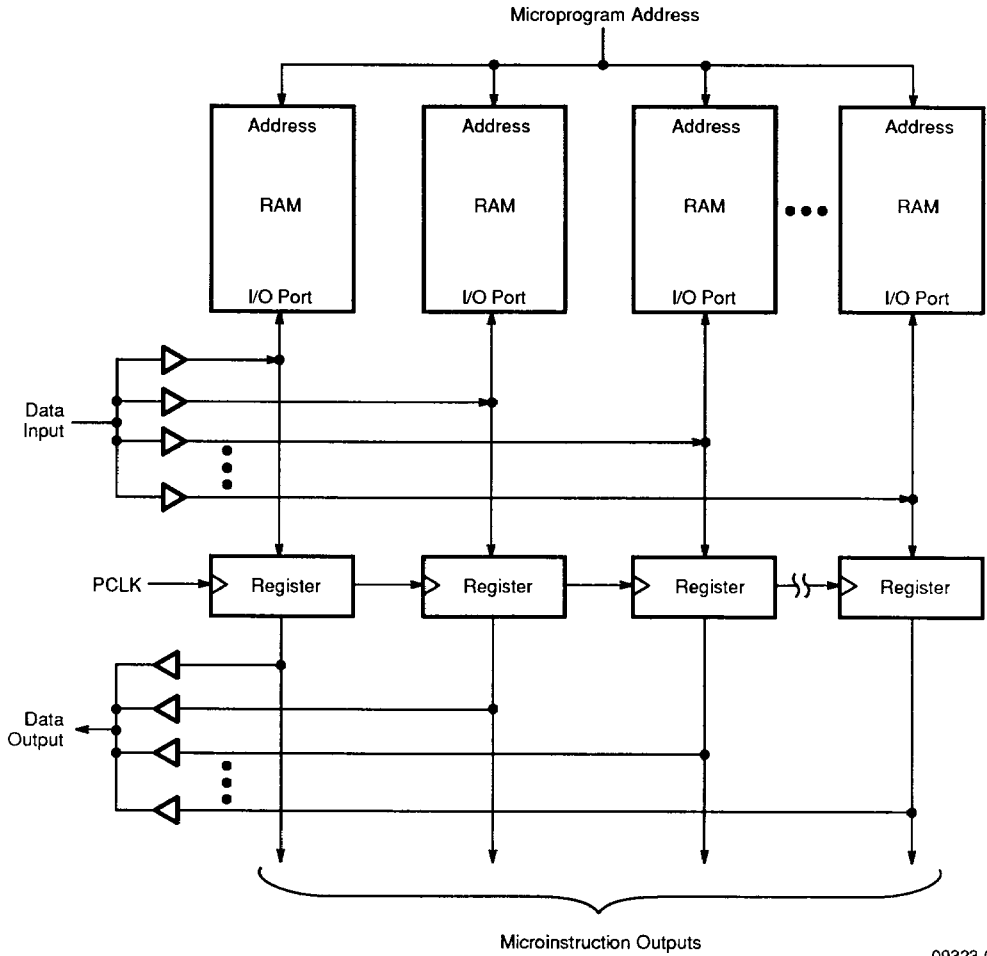 Microprogram Address
Address Address Address Address
RAM RAM RAM RAM
I/O Port I/O Port I/O Port I/O Port
Data
Input
PCLK Register Register Register Register
Data
Output
Microinstruction Outputs